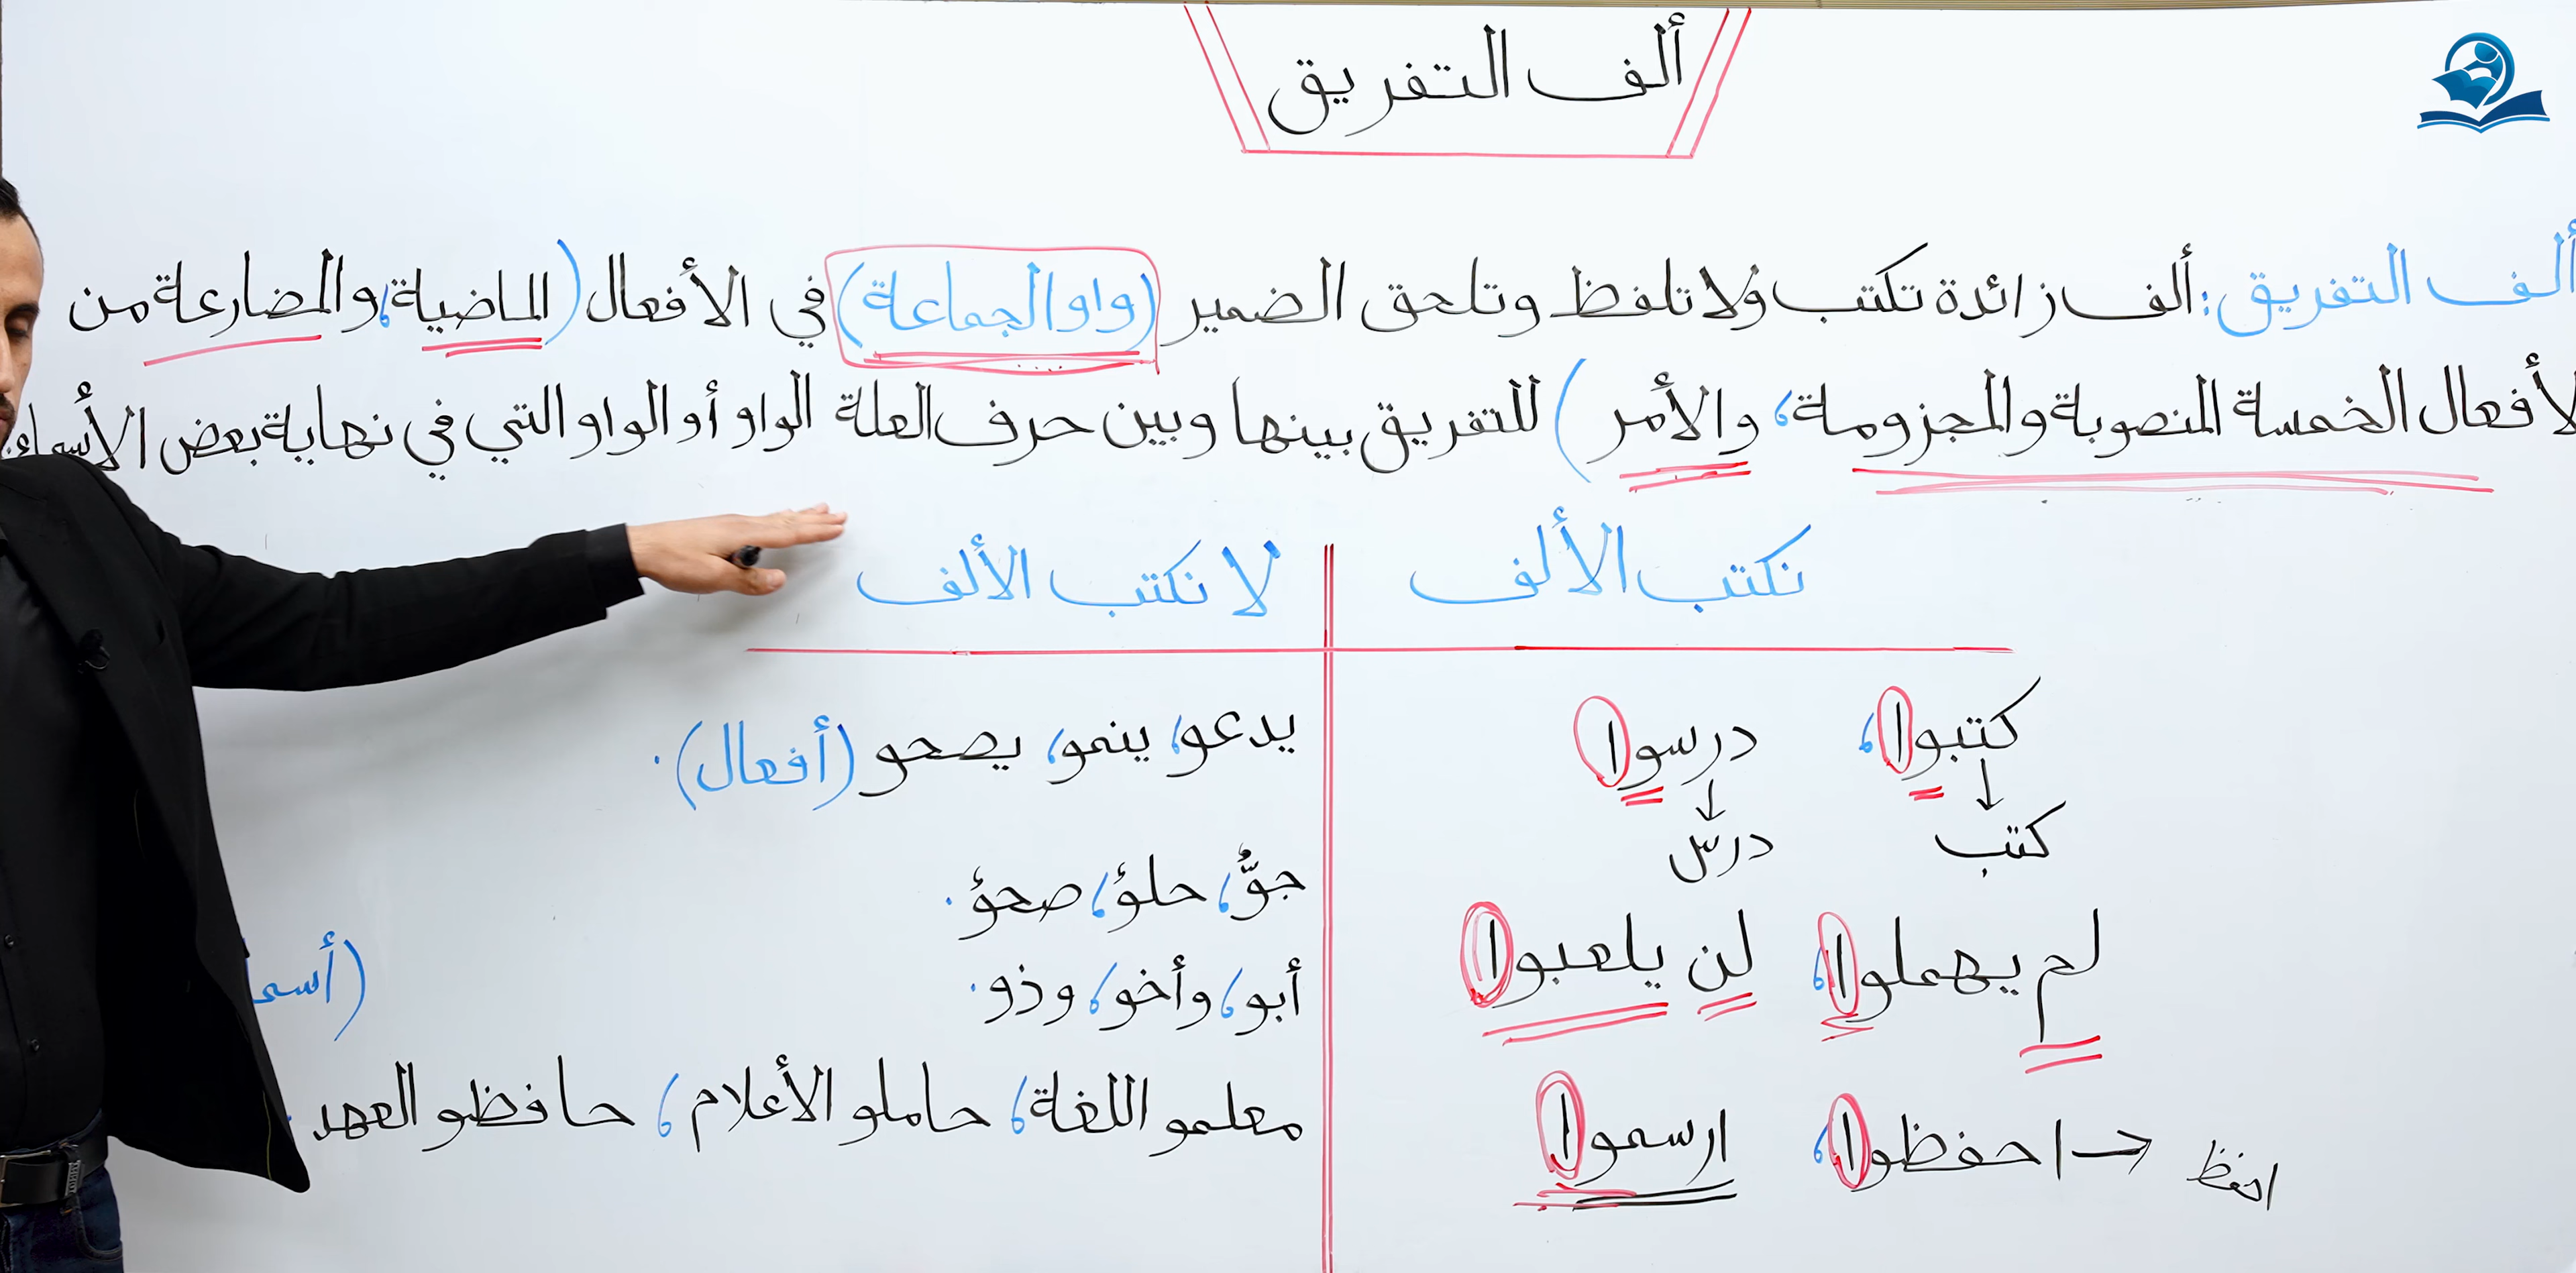 ألف التفريق
ألف التفريق: ألف زائدة تكتب ولا تلفظ وتلحق الضمير (واو الجماعة) في الأفعال (الماضية، والمضارعة من
لأفعال الخمسة المنصوبة والمجزومة، والأمر) للتفريق بينها وبين حرف العلة الواو أو الواو التي في نهاية بعض الأسماء.
نكتب الألف
لا نكتب الألف
كتبوا، درسوا
كتب درس
لم يهملوا، لن يلعبوا
احفظ احفظوا، ارسموا
يدعو، ينمو، يصحو (أفعال).
جوٌّ، حلوٌ، صحوٌ.
أبو، وأخو، وذو.
(أسما
معلمو اللغة، حاملو الأعلام، حافظو العهد.